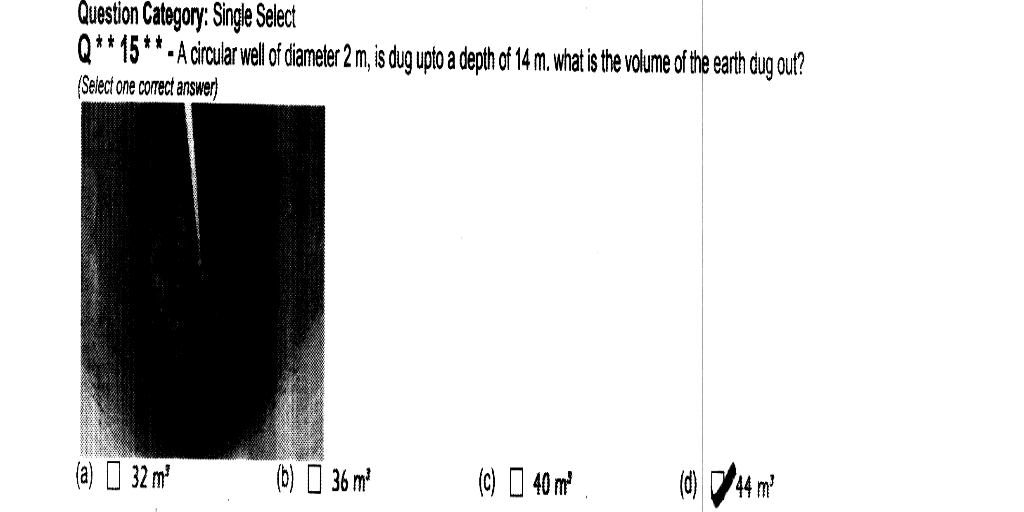 Question Category: Single Select
Q**15** - A circular well of diameter 2 m, is dug upto a depth of 14 m. what is the volume of the earth dug out?
(Select one correct answer)
(a) ☐ 32 m³ (b) ☐ 36 m³ (c) ☐ 40 m³ (d) ☑ 44 m³